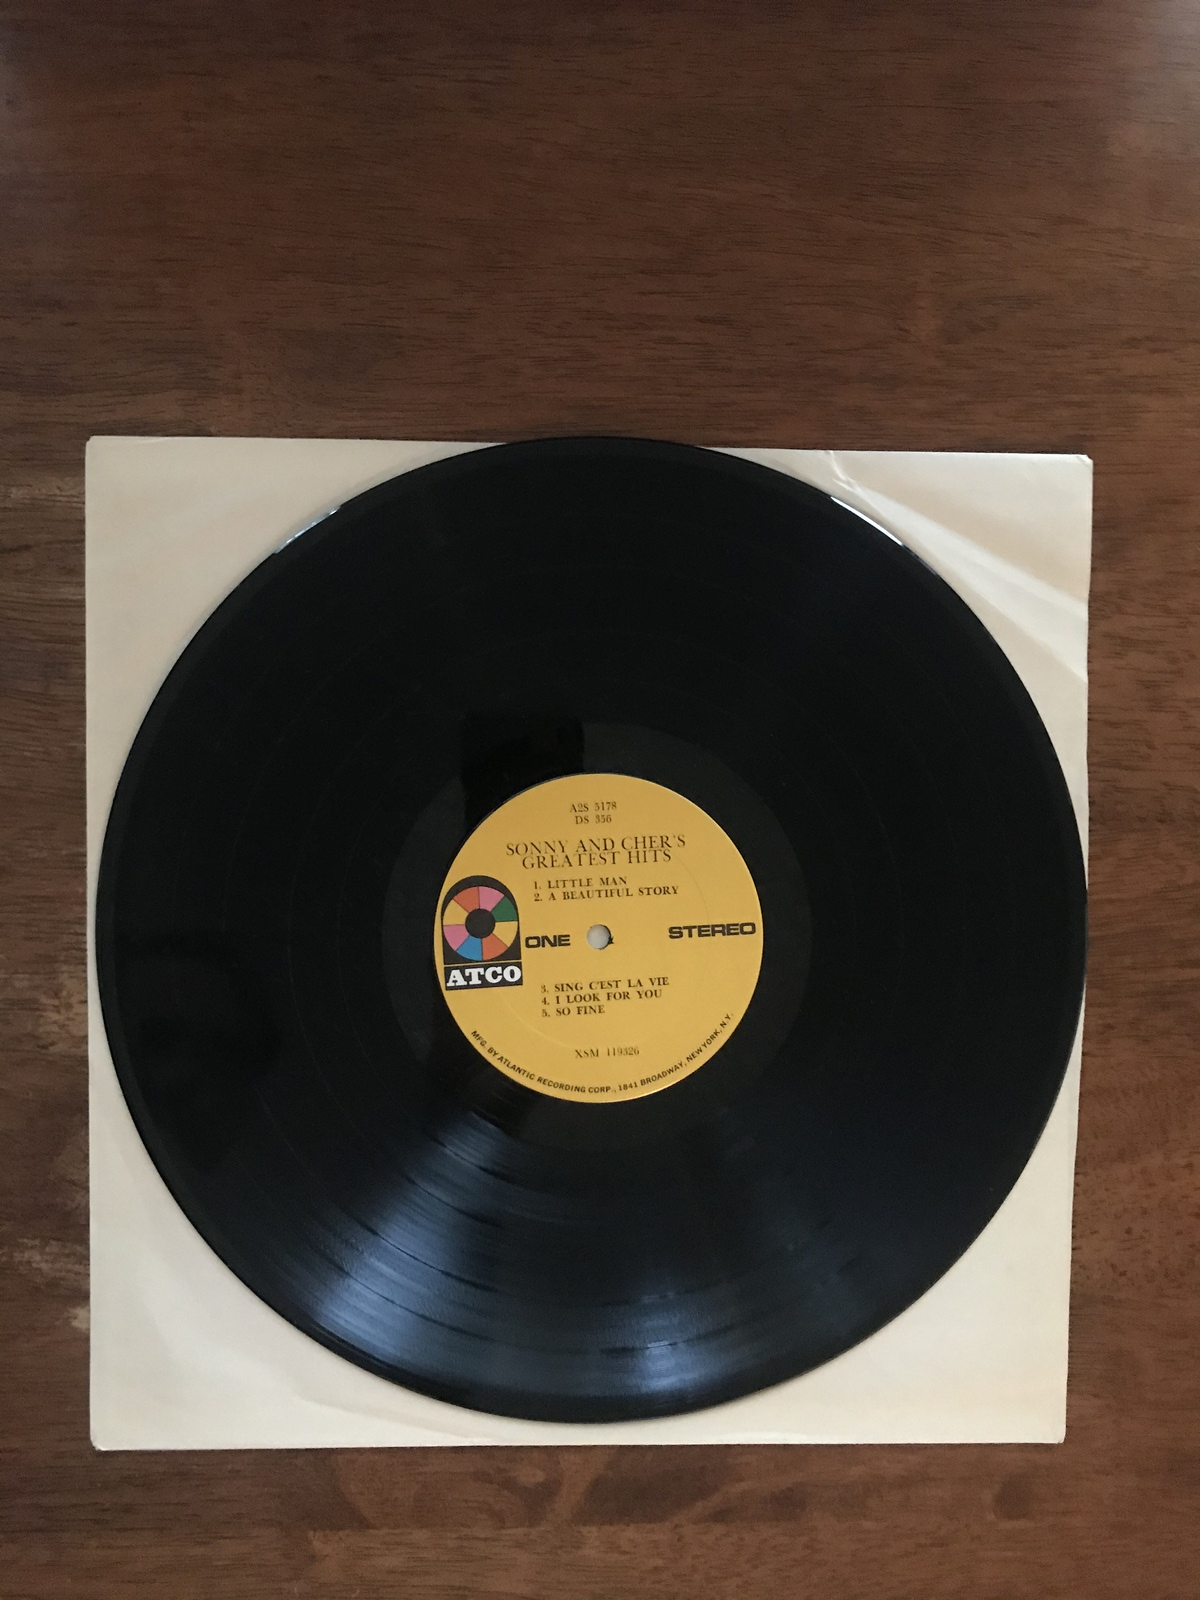 A2S 5178
DS 356
SONNY AND CHER'S
GREATEST HITS
1. LITTLE MAN
2. A BEAUTIFUL STORY
ATCO
ONE
STEREO
3. SING C'EST LA VIE
4. I LOOK FOR YOU
5. SO FINE
XSM 119326
MFG. BY ATLANTIC RECORDING CORP., 1841 BROADWAY, NEW YORK, N.Y.